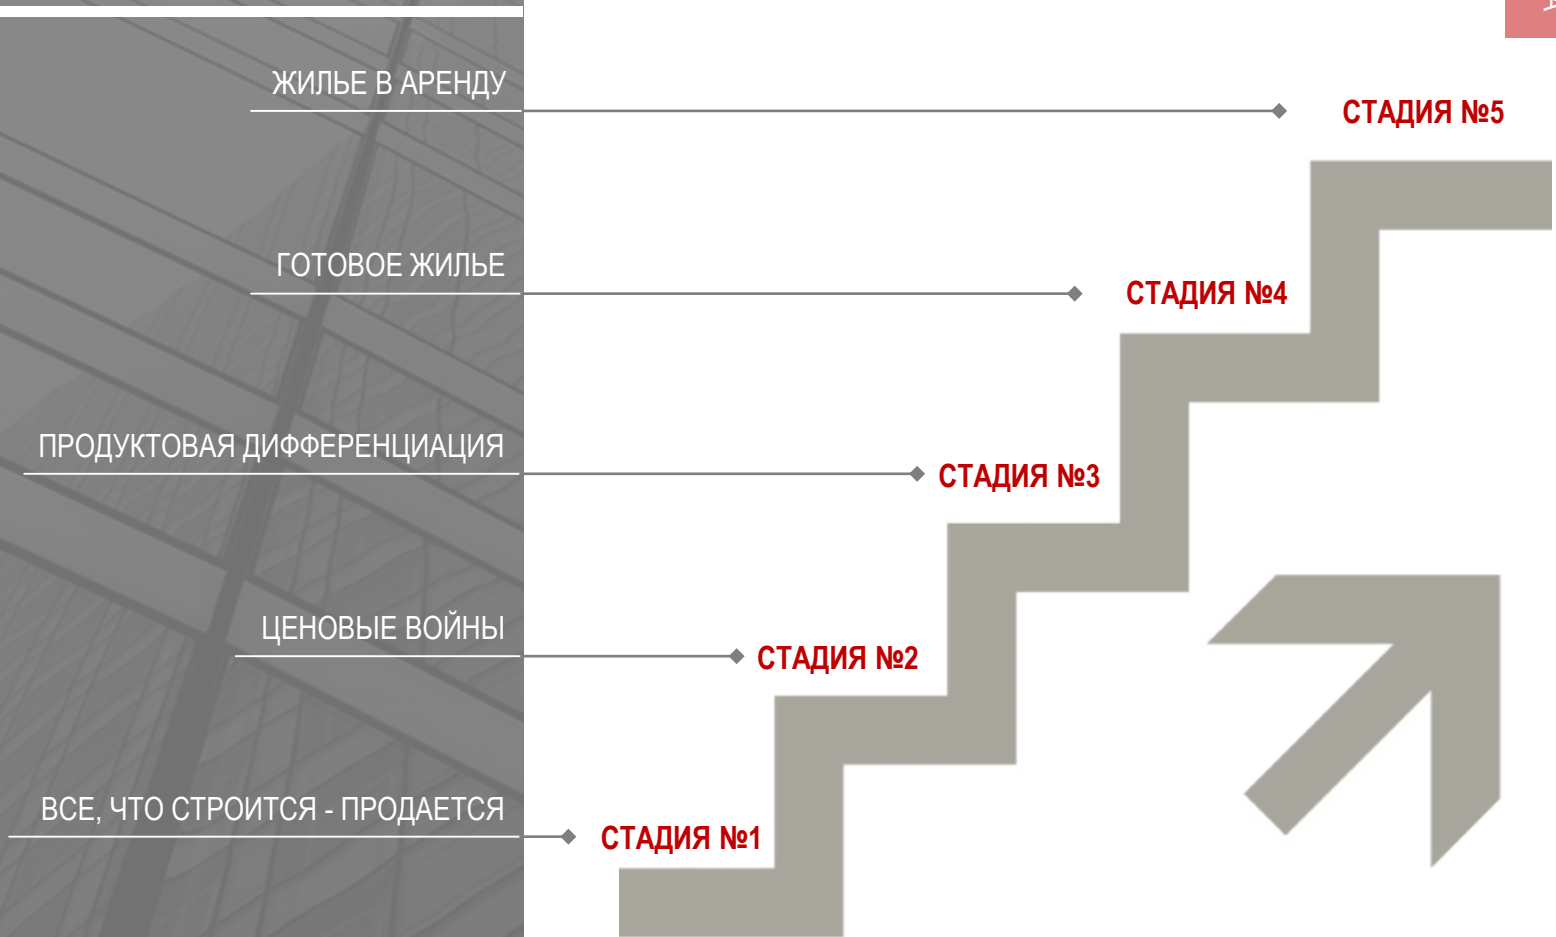 ЖИЛЬЕ В АРЕНДУ
СТАДИЯ №5
ГОТОВОЕ ЖИЛЬЕ
СТАДИЯ №4
ПРОДУКТОВАЯ ДИФФЕРЕНЦИАЦИЯ
СТАДИЯ №3
ЦЕНОВЫЕ ВОЙНЫ
СТАДИЯ №2
ВСЕ, ЧТО СТРОИТСЯ - ПРОДАЕТСЯ
СТАДИЯ №1